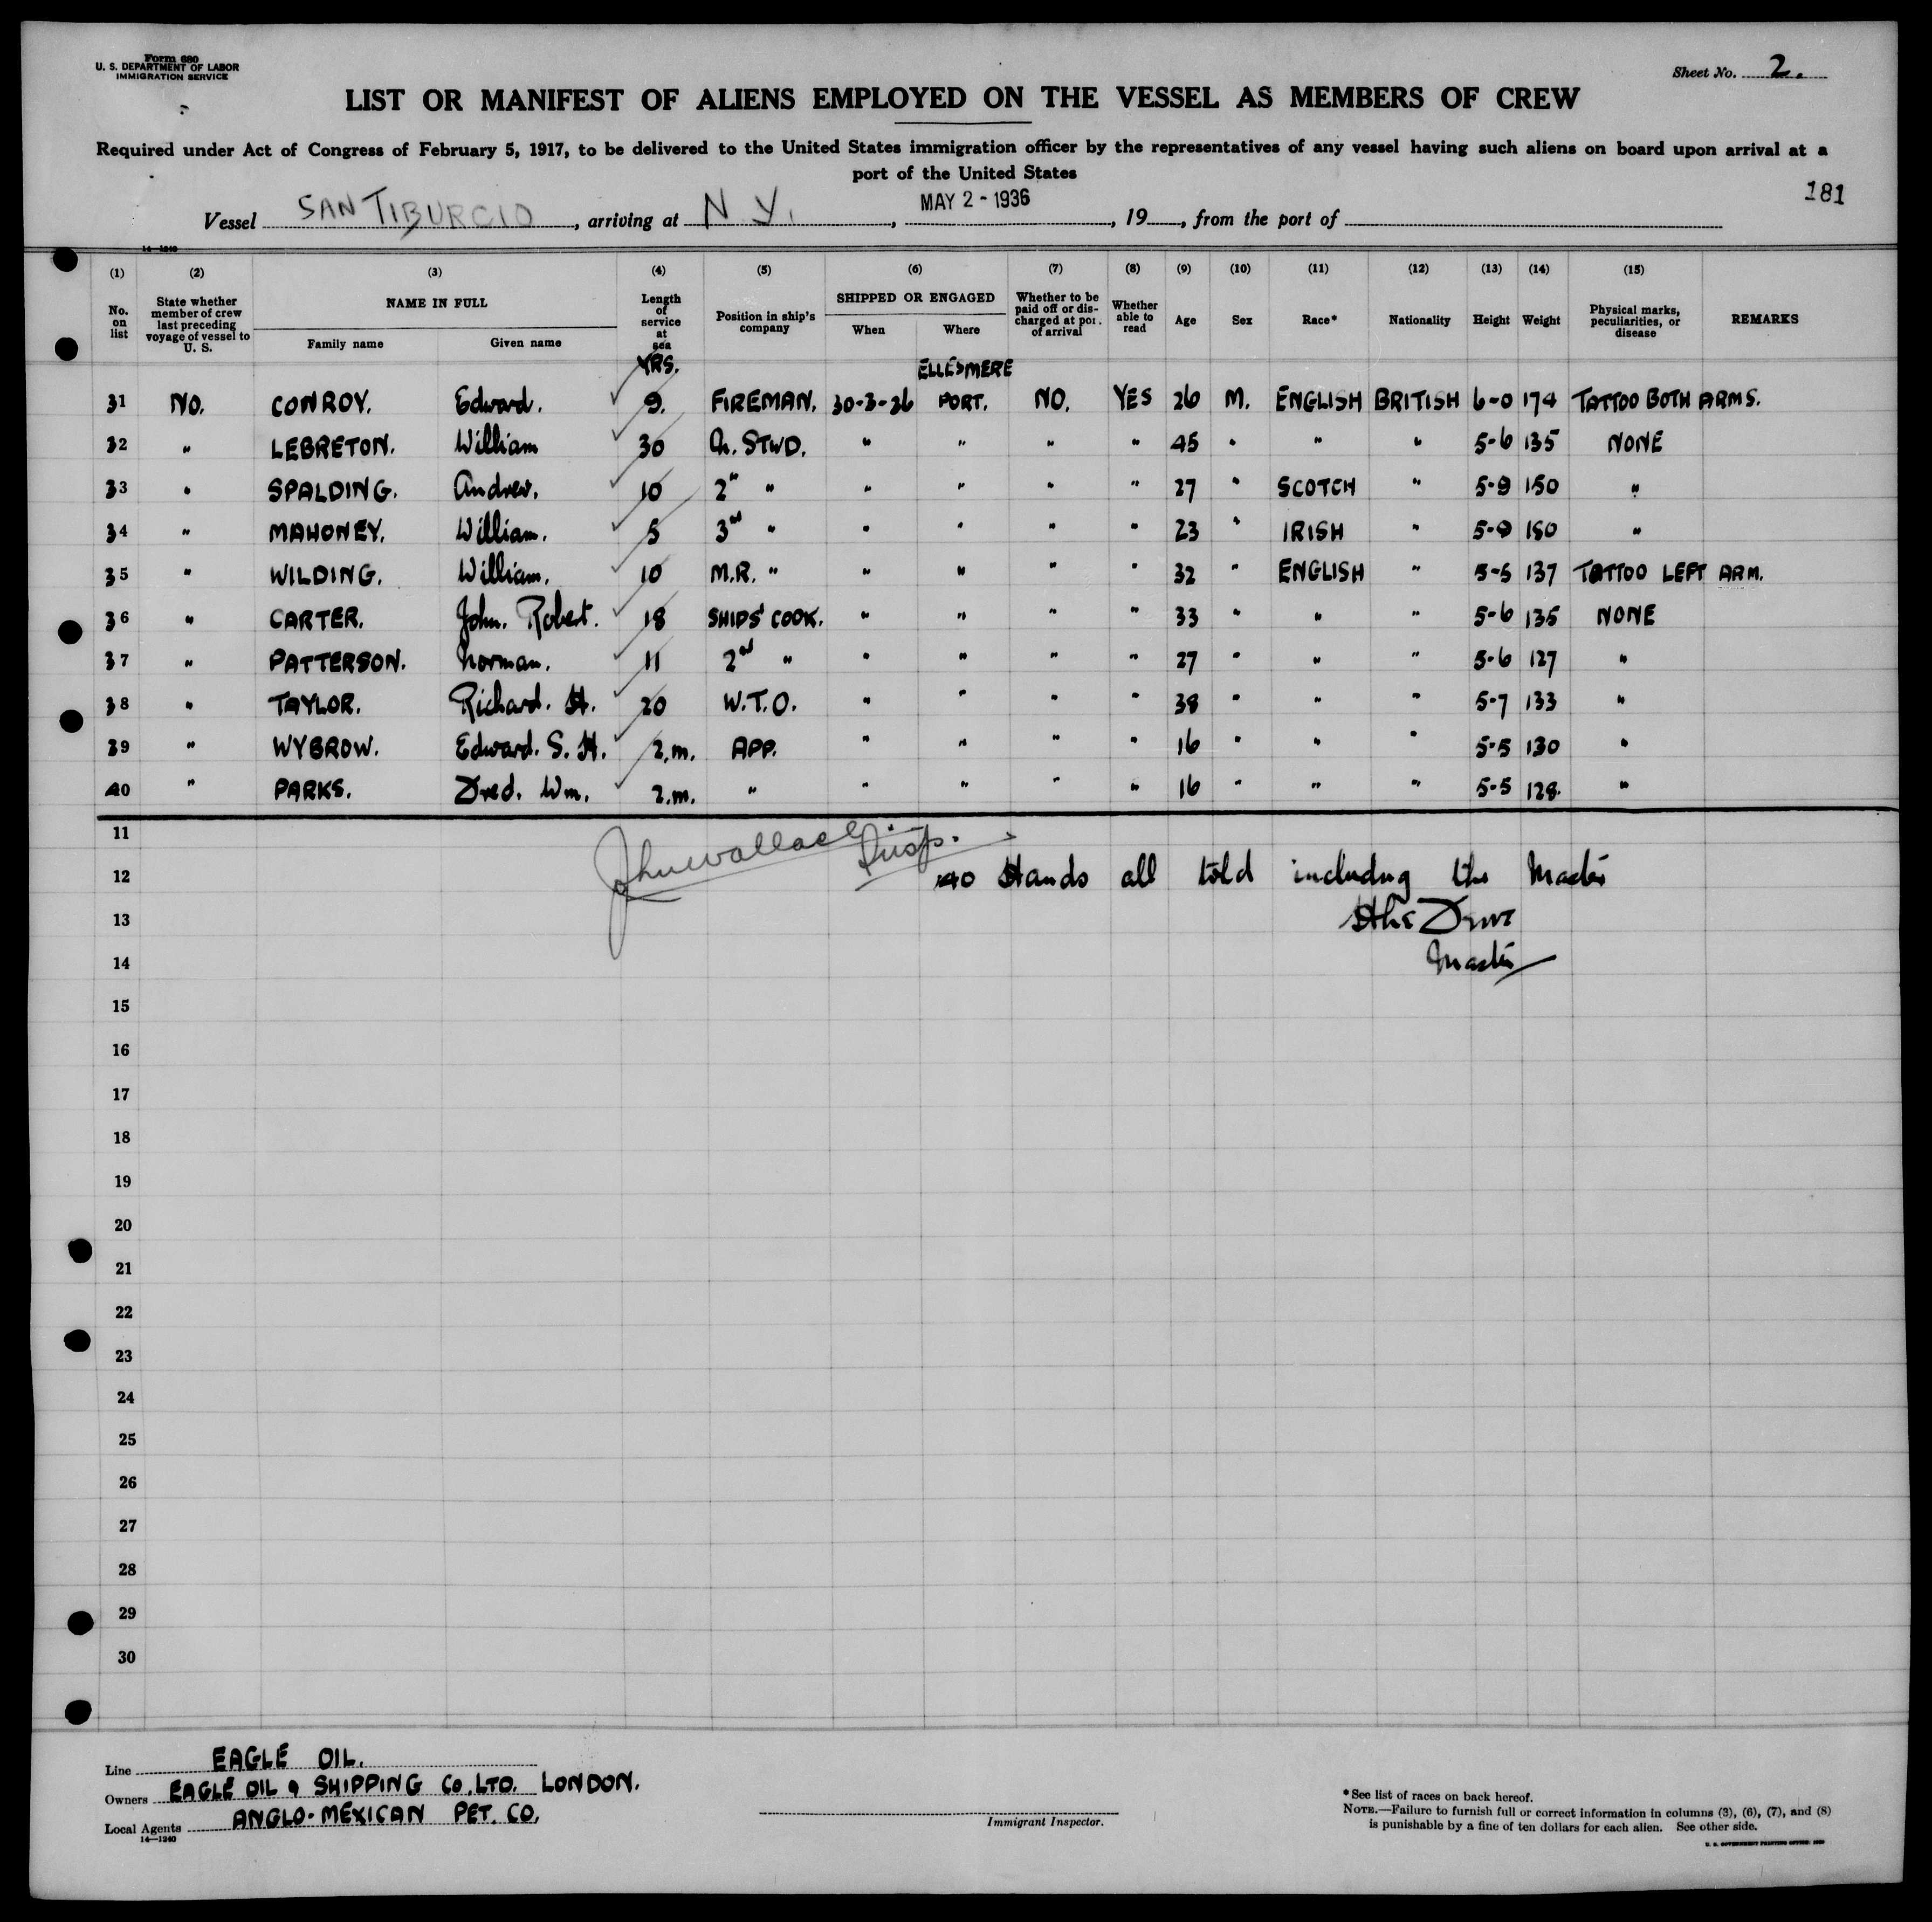 Form 680
U. S. DEPARTMENT OF LABOR
IMMIGRATION SERVICE
Sheet No. 2.
LIST OR MANIFEST OF ALIENS EMPLOYED ON THE VESSEL AS MEMBERS OF CREW
Required under Act of Congress of February 5, 1917, to be delivered to the United States immigration officer by the representatives of any vessel having such aliens on board upon arrival at a
port of the United States
181
Vessel SAN TIBURCIO, arriving at N. Y., MAY 2 - 1936, 19, from the port of
14—1240
(1) (2) (3) (4) (5) (6) (7) (8) (9) (10) (11) (12) (13) (14) (15)
No. on list State whether member of crew last preceding voyage of vessel to U. S. NAME IN FULL Family name Given name Length of service at sea Position in ship's company SHIPPED OR ENGAGED When Where Whether to be paid off or discharged at port of arrival Whether able to read Age Sex Race* Nationality Height Weight Physical marks, peculiarities, or disease REMARKS
YRS. ELLESMERE
31 NO. CONROY. Edward. 9. FIREMAN. 30-3-36 PORT. NO. YES 26 M. ENGLISH BRITISH 6-0 174 TATTOO BOTH ARMS.
32 " LEBRETON. William 30 Ch. STWD. " " " " 45 " " " 5-6 135 NONE
33 " SPALDING. Andrew. 10 2" " " " " " 27 " SCOTCH " 5-9 150 "
34 " MAHONEY. William. 5 3rd " " " " " 23 " IRISH " 5-9 150 "
35 " WILDING. William. 10 M.R. " " " " " 32 " ENGLISH " 5-5 137 TATTOO LEFT ARM.
36 " CARTER. John. Robert. 18 SHIPS' COOK. " " " " 33 " " " 5-6 135 NONE
37 " PATTERSON. Norman. 11 2nd " " " " " 27 " " " 5-6 127 "
38 " TAYLOR. Richard. H. 20 W.T.O. " " " " 38 " " " 5-7 133 "
39 " WYBROW. Edward. S. H. 2.m. APP. " " " " 16 " " " 5-5 130 "
40 " PARKS. Fred. Wm. 2.m. " " " " " 16 " " " 5-5 128. "
11
John Wallace Insp.
12 40 Hands all told including the Master
13
14 Master
15
16
17
18
19
20
21
22
23
24
25
26
27
28
29
30
Line EAGLE OIL.
Owners EAGLE OIL & SHIPPING CO. LTD. LONDON.
Local Agents ANGLO-MEXICAN PET. CO.
14—1240
Immigrant Inspector.
*See list of races on back hereof.
NOTE.—Failure to furnish full or correct information in columns (3), (6), (7), and (8)
is punishable by a fine of ten dollars for each alien. See other side.